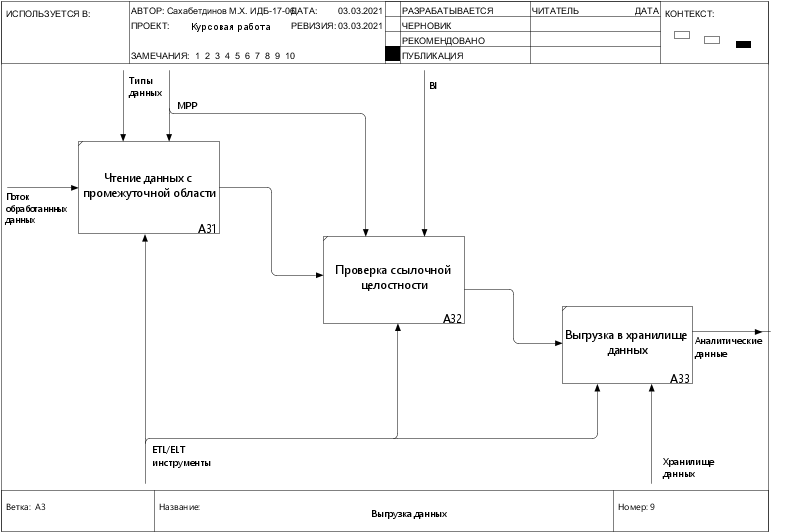 ИСПОЛЬЗУЕТСЯ В:
АВТОР: Сахабетдинов М.Х. ИДБ-17-06
ДАТА: 03.03.2021
ПРОЕКТ: Курсовая работа
РЕВИЗИЯ: 03.03.2021
ЗАМЕЧАНИЯ: 1 2 3 4 5 6 7 8 9 10
РАЗРАБАТЫВАЕТСЯ
ЧЕРНОВИК
РЕКОМЕНДОВАНО
ПУБЛИКАЦИЯ
ЧИТАТЕЛЬ ДАТА
КОНТЕКСТ:
Типы
данных
MPP
BI
Чтение данных с
промежуточной области
A31
Поток
обработаннных
данных
Проверка ссылочной
целостности
A32
Выгрузка в хранилище
данных
A33
Аналитические
данные
ETL/ELT
инструменты
Хранилище
данных
Ветка: A3
Название:
Выгрузка данных
Номер: 9